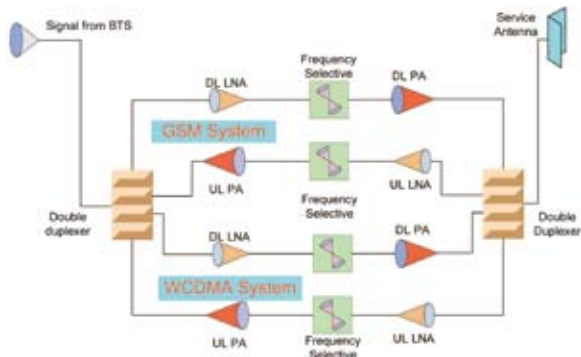 Signal from BTS
Service
Antenna
Frequency
Selective
DL LNA
DL PA
GSM System
UL PA
UL LNA
Frequency
Selective
Double
duplexer
Double
Duplexer
DL LNA
DL PA
WCDMA System
UL PA
UL LNA
Frequency
Selective